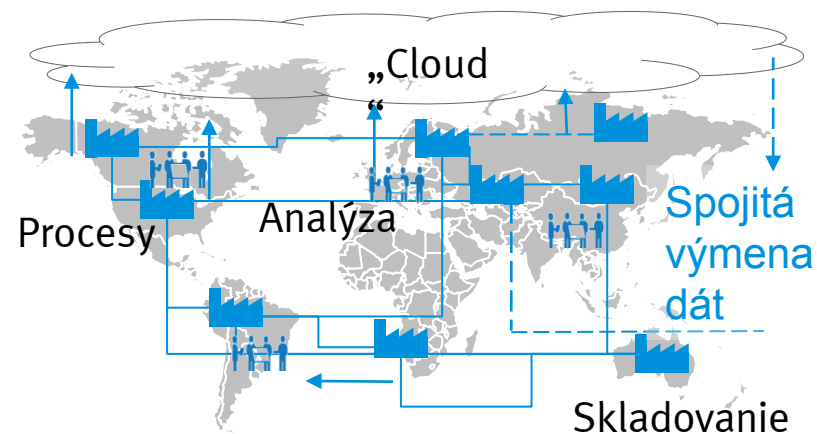 „Cloud
“
Procesy
Analýza
Spojitá
výmena
dát
Skladovanie